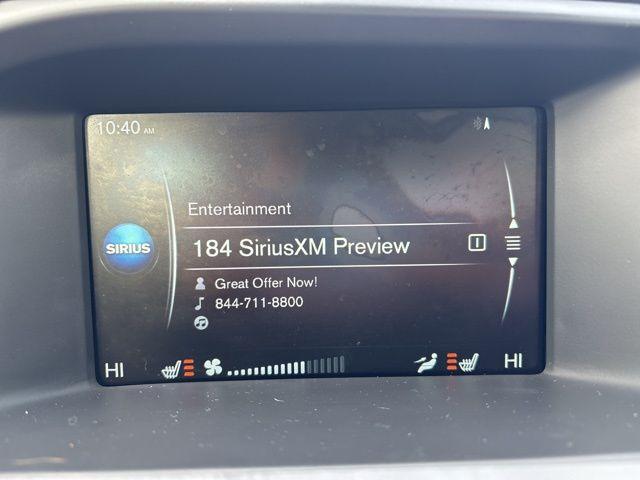 10:40 AM
Entertainment
SIRIUS
184 SiriusXM Preview
Great Offer Now!
844-711-8800
HI
HI